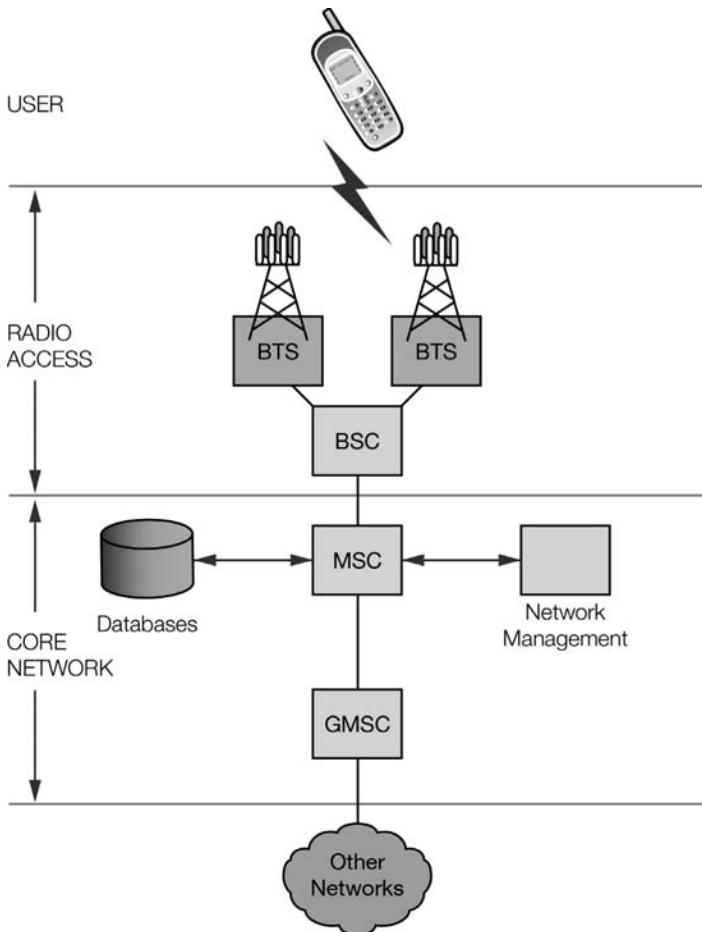 USER
RADIO
ACCESS
BTS
BTS
BSC
CORE
NETWORK
Databases
MSC
Network
Management
GMSC
Other
Networks